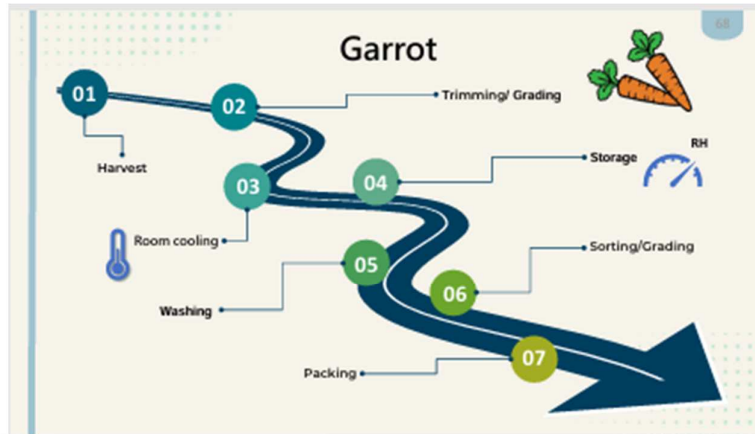 68
Garrot
01
02
Trimming/ Grading
Harvest
RH
03
04
Storage
Room cooling
05
Sorting/Grading
06
Washing
07
Packing